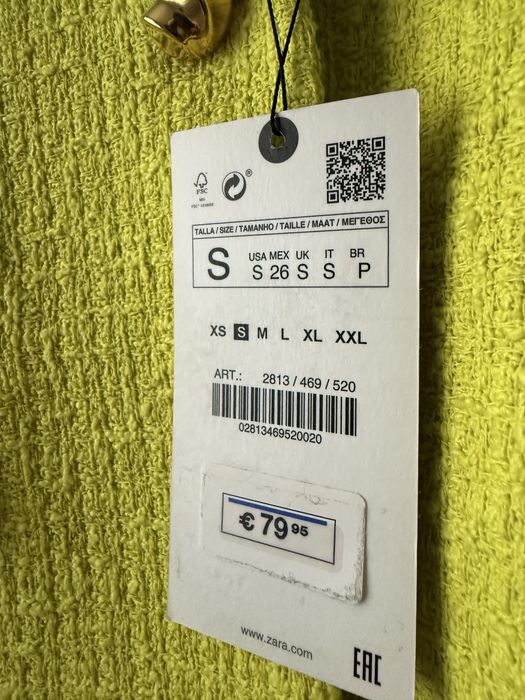 FSC
MIX
®
TALLA / SIZE / TAMANHO / TAILLE / MAAT / ΜΕΓΕΘΟΣ
S
USA MEX UK IT BR
S 26 S S P
XS S M L XL XXL
ART.: 2813 / 469 / 520
02813469520020
€ 79 95
www.zara.com
EAC